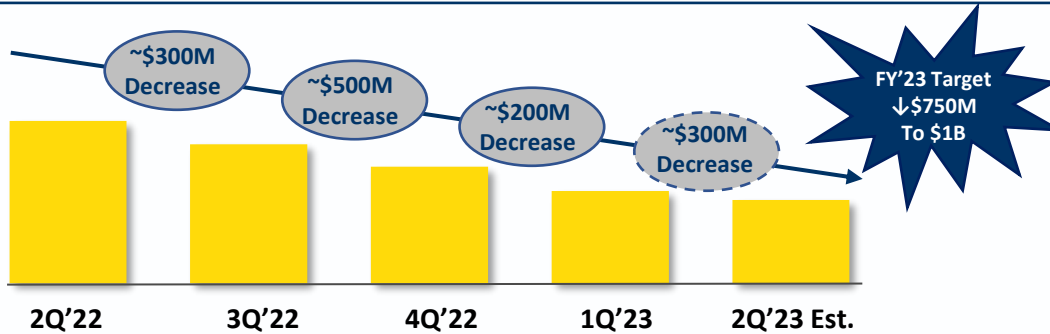 ~$300M
Decrease
~$500M
Decrease
~$200M
Decrease
~$300M
Decrease
FY'23 Target
↓$750M
To $1B
2Q'22
3Q'22
4Q'22
1Q'23
2Q'23 Est.